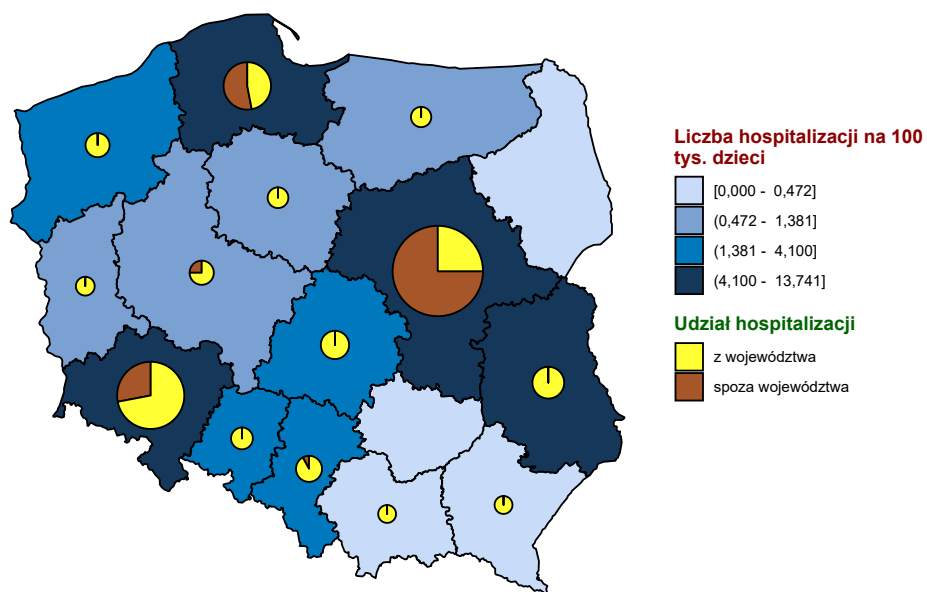 Liczba hospitalizacji na 100
tys. dzieci
[0,000 - 0,472]
(0,472 - 1,381]
(1,381 - 4,100]
(4,100 - 13,741]
Udział hospitalizacji
z województwa
spoza województwa